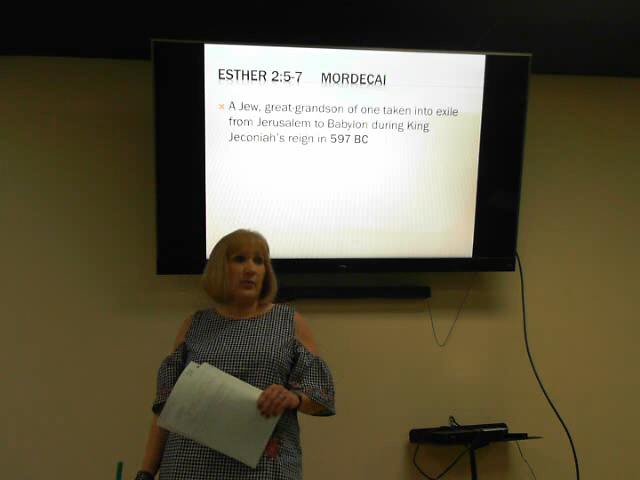 ESTHER 2:5-7 MORDECAI
A Jew, great-grandson of one taken into exile
from Jerusalem to Babylon during King
Jeconiah's reign in 597 BC